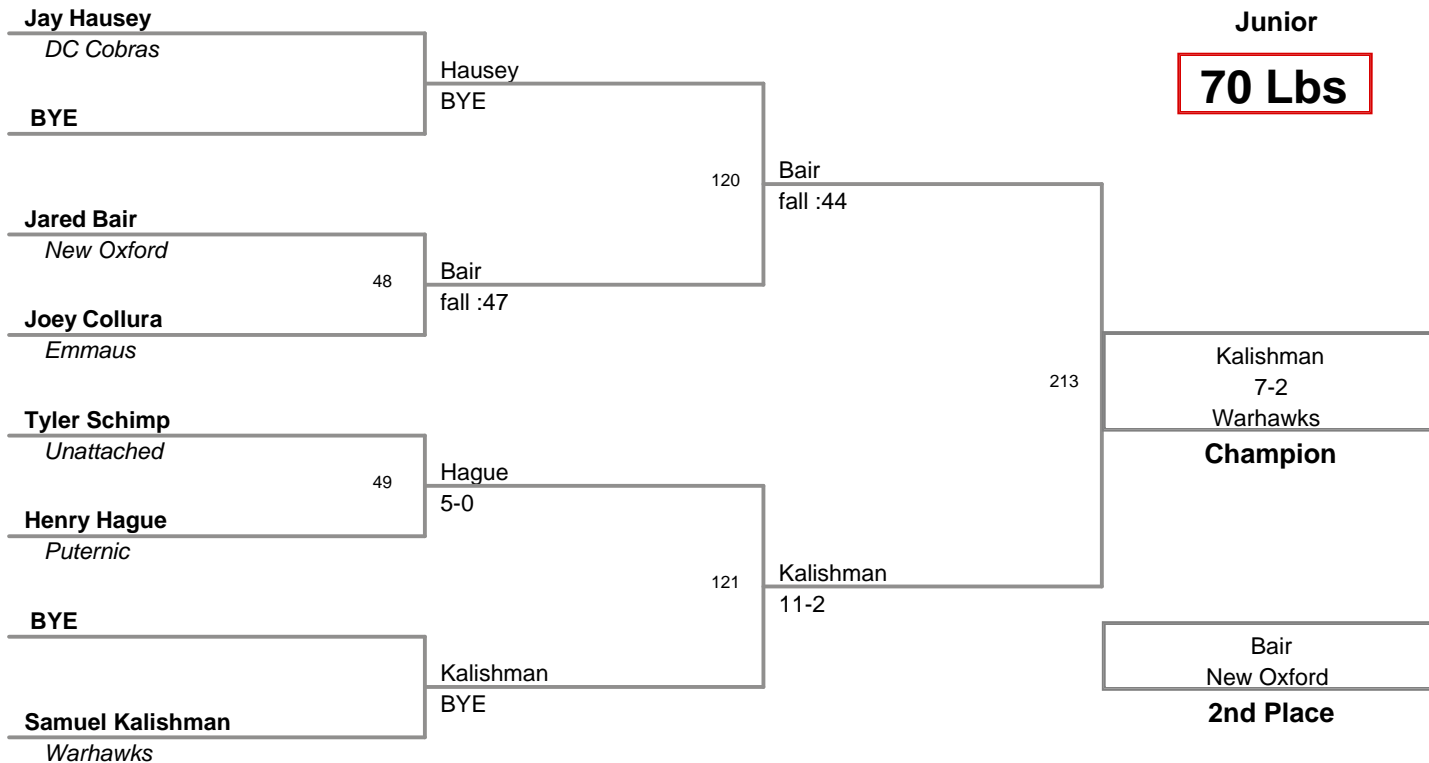 Jay Hausey
DC Cobras
BYE
Hausey
BYE
Jared Bair
New Oxford
Joey Collura
Emmaus
48
Bair
fall :47
120
Bair
fall :44
Tyler Schimp
Unattached
Henry Hague
Puternic
49
Hague
5-0
BYE
Samuel Kalishman
Warhawks
Kalishman
BYE
121
Kalishman
11-2
213
Junior
70 Lbs
Kalishman
7-2
Warhawks
Champion
Bair
New Oxford
2nd Place